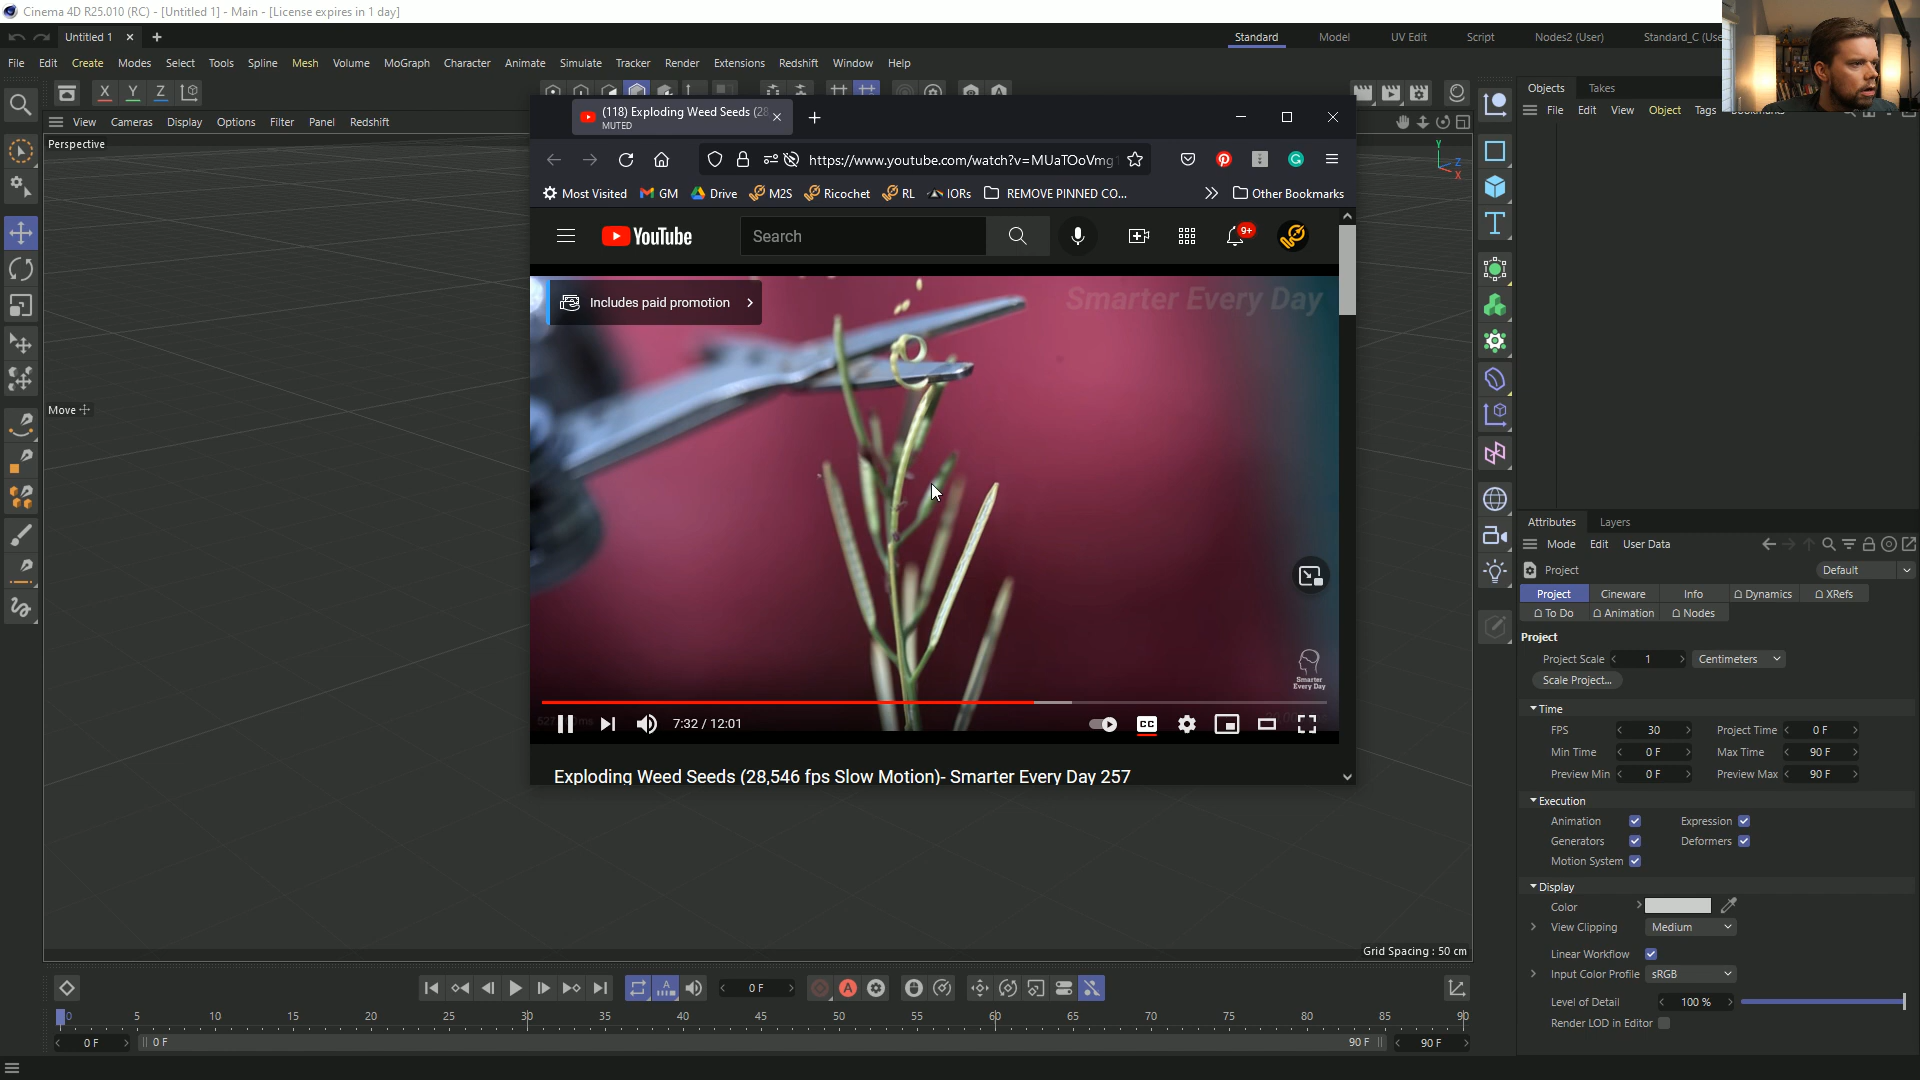 Cinema 4D R25.010 (RC) - [Untitled 1] - Main - [License expires in 1 day]
Untitled 1
Standard Model UV Edit Script Nodes2 (User) Standard_C (Use
File Edit Create Modes Select Tools Spline Mesh Volume MoGraph Character Animate Simulate Tracker Render Extensions Redshift Window Help
X Y Z
Objects Takes
File Edit View Object Tags
View Cameras Display Options Filter Panel Redshift
Perspective
Y
Z
X
Move
(118) Exploding Weed Seeds (28
MUTED
https://www.youtube.com/watch?v=MUaTOoVmg
Most Visited GM Drive M2S Ricochet RL IORs REMOVE PINNED CO... Other Bookmarks
YouTube Search 9+
Includes paid promotion
Smarter Every Day
Smarter
Every Day
7:32 / 12:01 CC
Exploding Weed Seeds (28,546 fps Slow Motion)- Smarter Every Day 257
Grid Spacing : 50 cm
Attributes Layers
Mode Edit User Data
Project Default
Project Cineware Info Dynamics XRefs
To Do Animation Nodes
Project
Project Scale 1 Centimeters
Scale Project...
Time
FPS 30 Project Time 0 F
Min Time 0 F Max Time 90 F
Preview Min 0 F Preview Max 90 F
Execution
Animation Expression
Generators Deformers
Motion System
Display
Color
View Clipping Medium
Linear Workflow
Input Color Profile sRGB
Level of Detail 100 %
Render LOD in Editor
0 F A
0 5 10 15 20 25 30 35 40 45 50 55 60 65 70 75 80 85 90
0 F 0 F 90 F 90 F